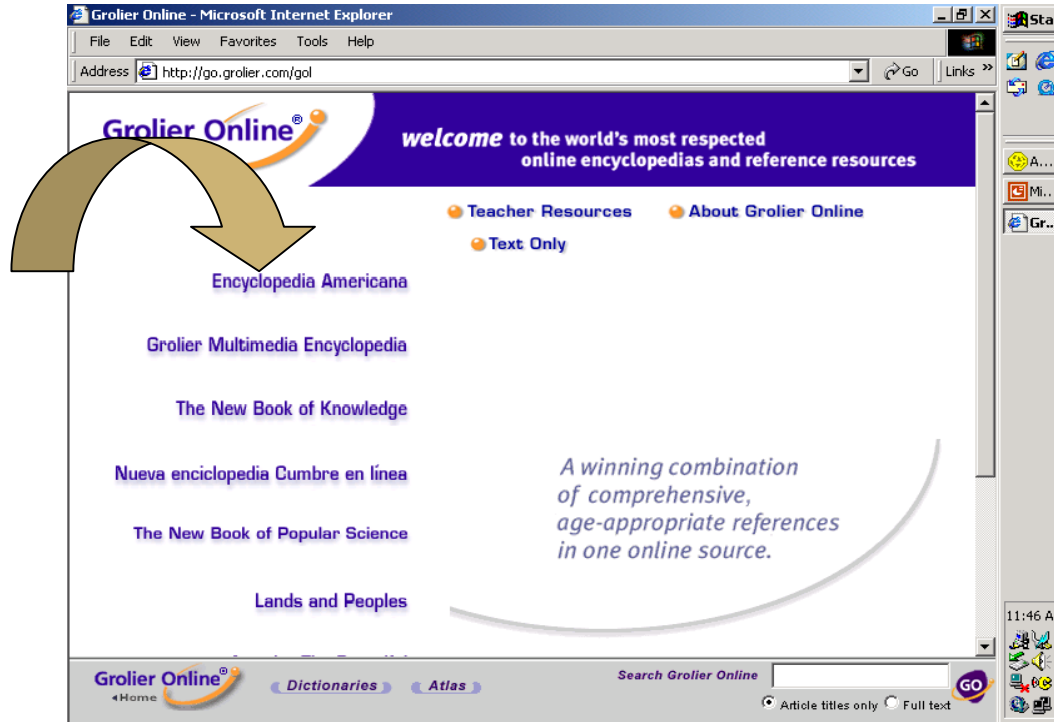 Grolier Online - Microsoft Internet Explorer
File Edit View Favorites Tools Help
Address http://go.grolier.com/gol Go Links »
Grolier Online®
welcome to the world's most respected
online encyclopedias and reference resources
Teacher Resources About Grolier Online
Text Only
Encyclopedia Americana
Grolier Multimedia Encyclopedia
The New Book of Knowledge
Nueva enciclopedia Cumbre en línea
The New Book of Popular Science
Lands and Peoples
A winning combination
of comprehensive,
age-appropriate references
in one online source.
Grolier Online®
Home
Dictionaries
Atlas
Search Grolier Online
GO
Article titles only Full text
Sta
A...
Mi...
Gr...
11:46 A